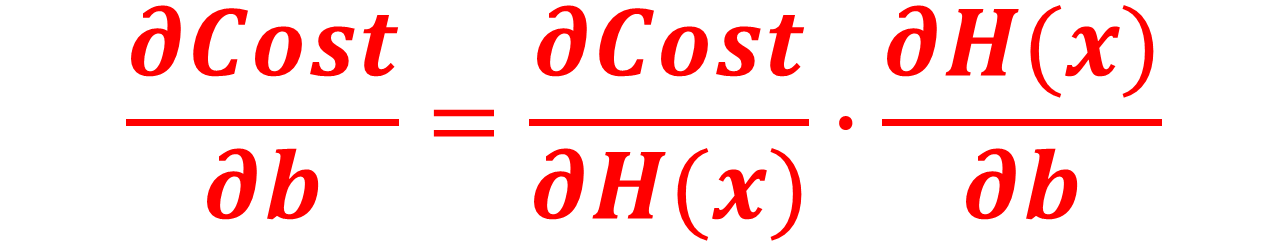 ∂Cost/∂b = ∂Cost/∂H(x) · ∂H(x)/∂b